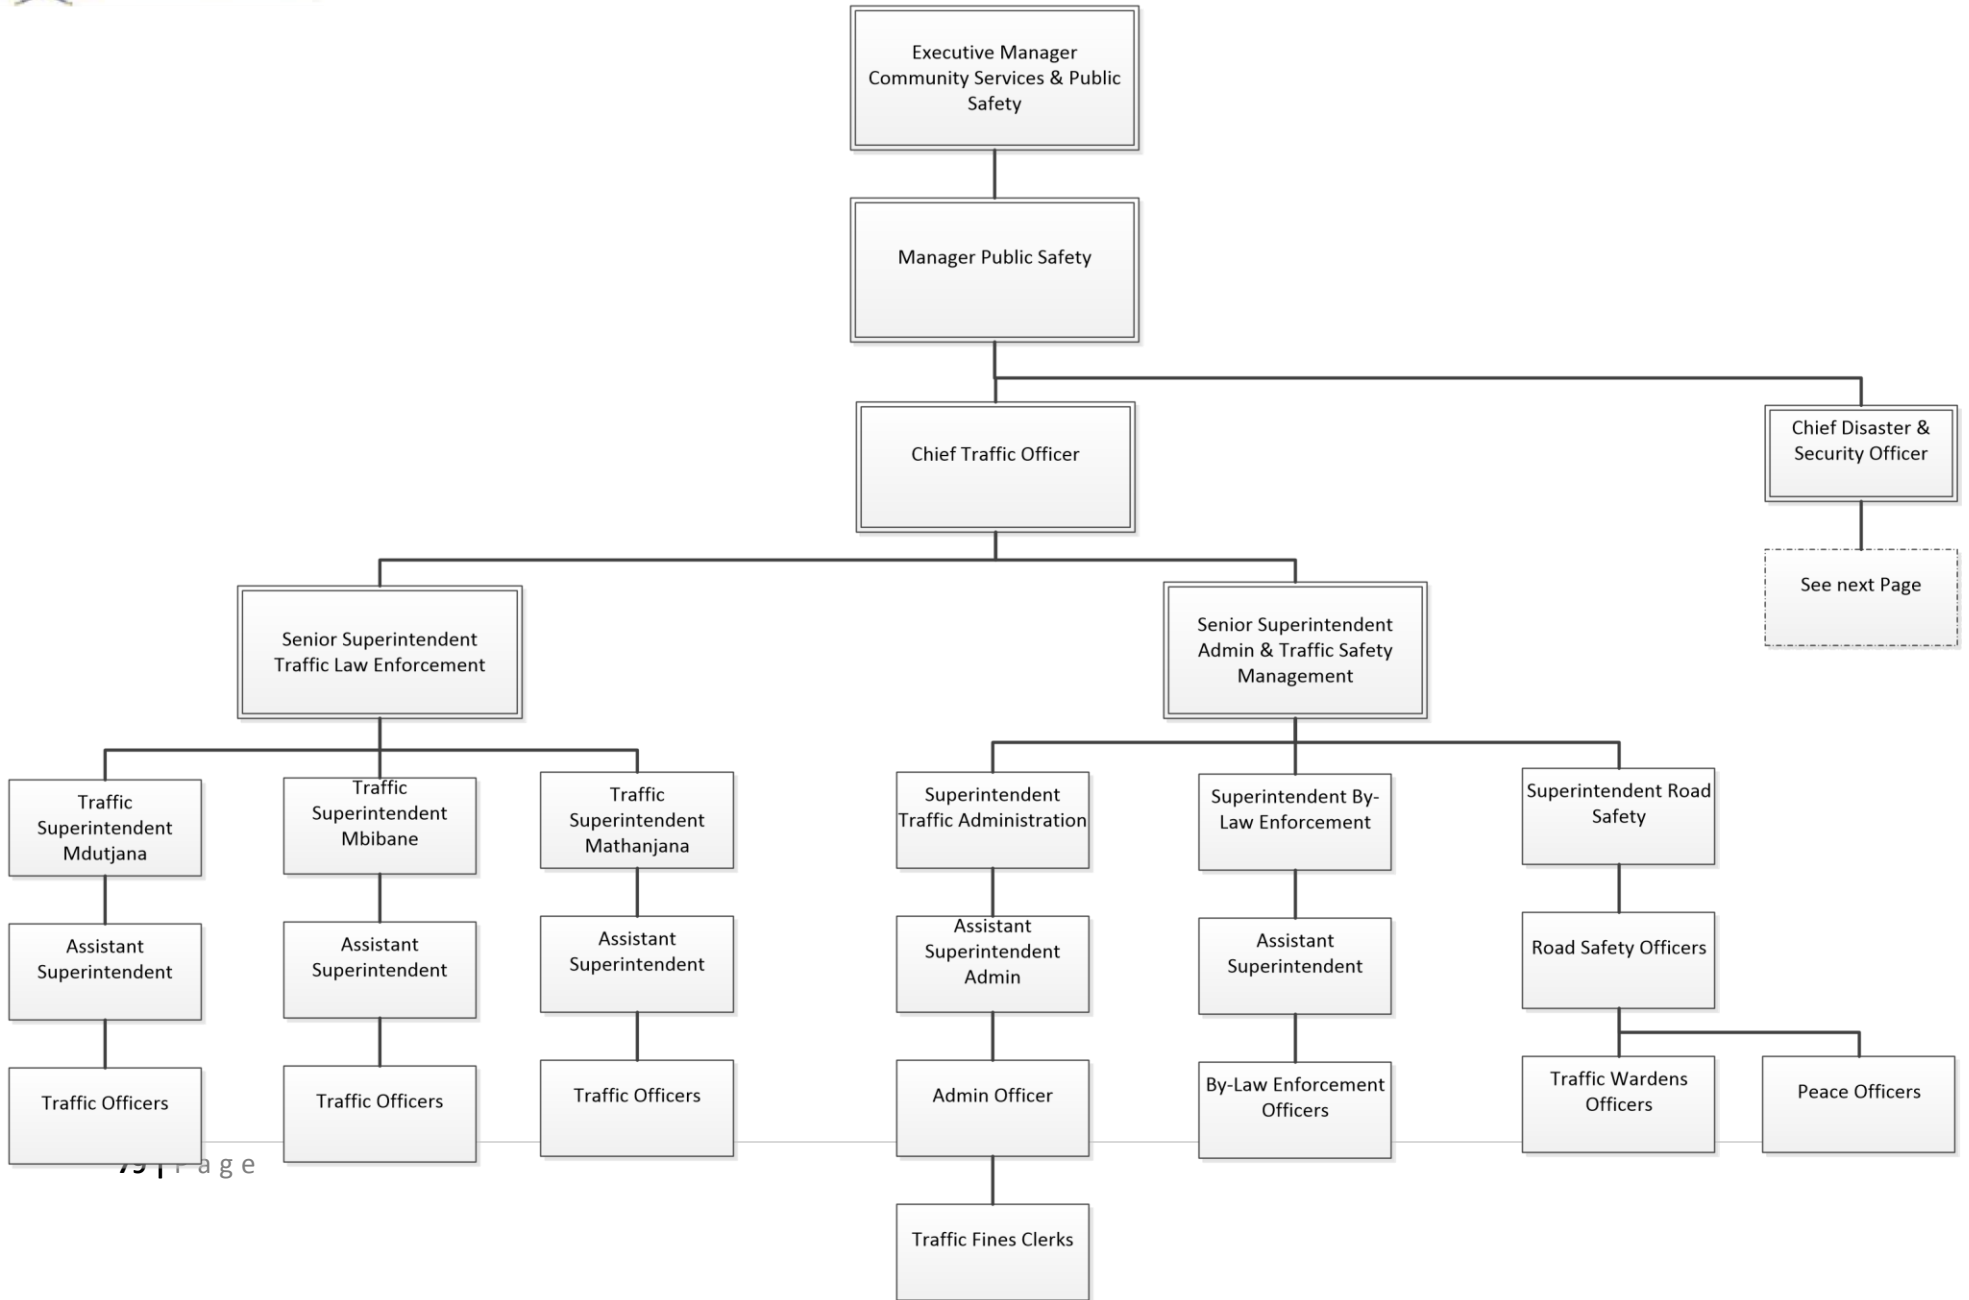 Executive Manager
Community Services & Public
Safety
Manager Public Safety
Chief Traffic Officer
Chief Disaster &
Security Officer
See next Page
Senior Superintendent
Traffic Law Enforcement
Senior Superintendent
Admin & Traffic Safety
Management
Traffic
Superintendent
Mdutjana
Traffic
Superintendent
Mbibane
Traffic
Superintendent
Mathanjana
Superintendent
Traffic Administration
Superintendent By-
Law Enforcement
Superintendent Road
Safety
Assistant
Superintendent
Assistant
Superintendent
Assistant
Superintendent
Assistant
Superintendent
Admin
Assistant
Superintendent
Road Safety Officers
Traffic Officers
Traffic Officers
Traffic Officers
Admin Officer
By-Law Enforcement
Officers
Traffic Wardens
Officers
Peace Officers
79 | Page
Traffic Fines Clerks